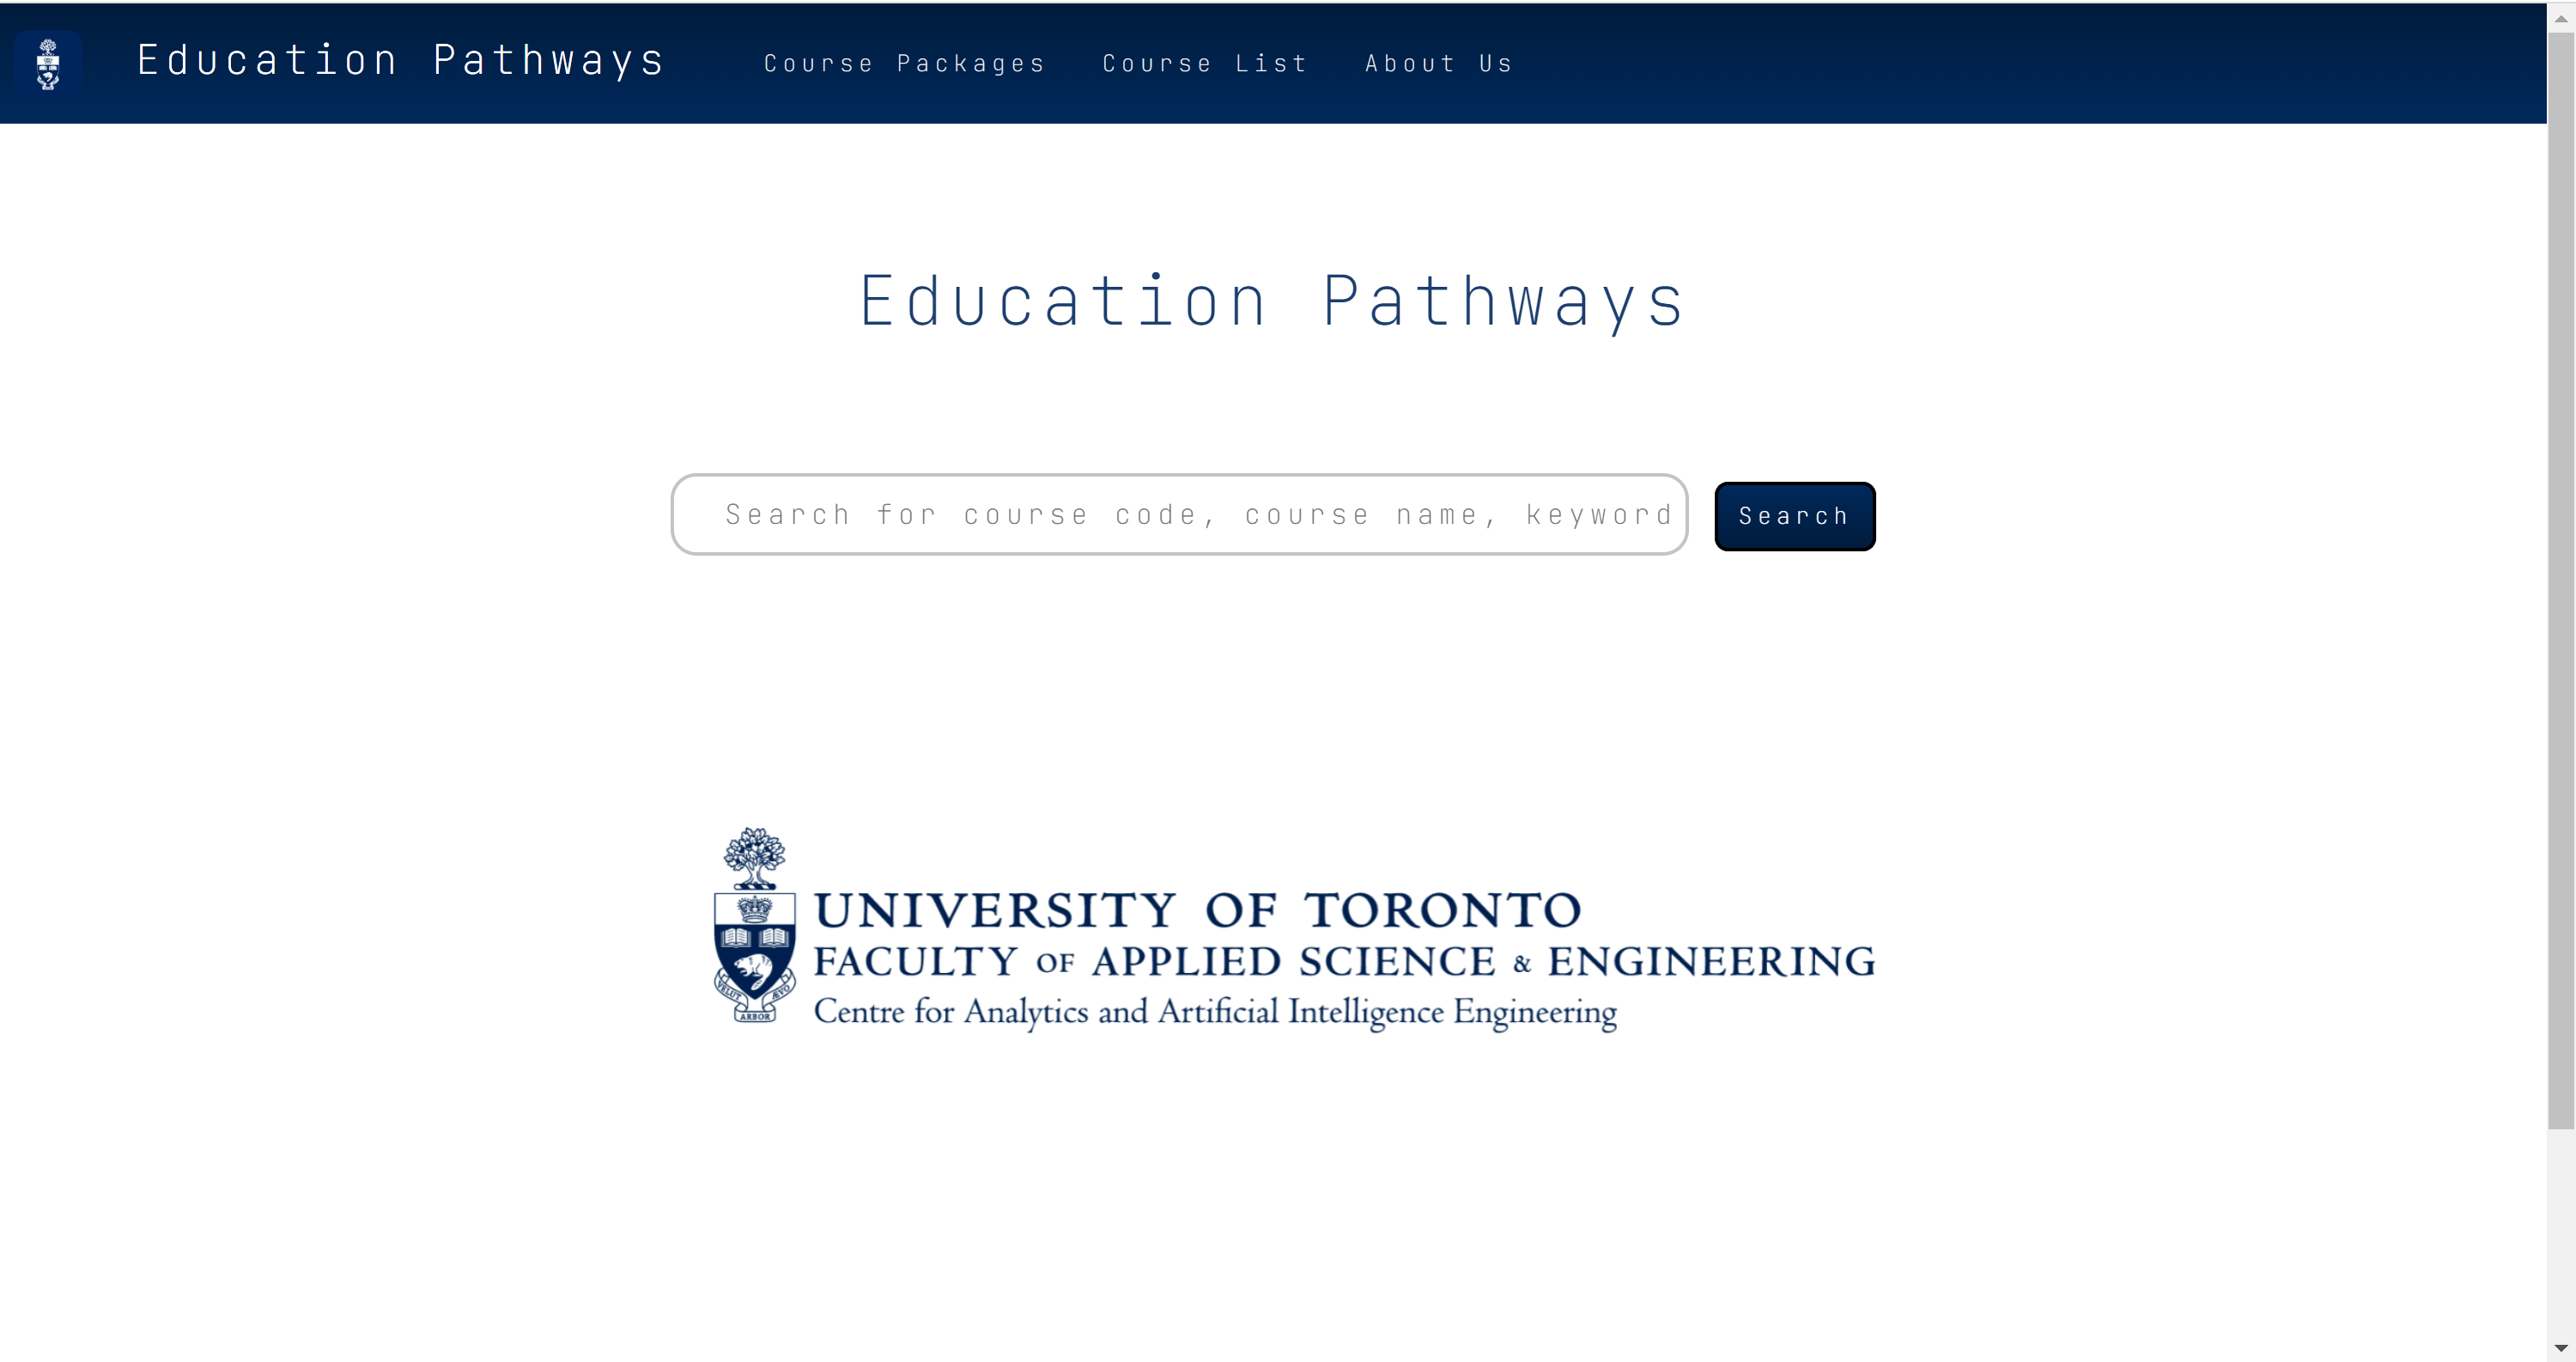 Education Pathways Course Packages Course List About Us
Education Pathways
Search for course code, course name, keyword Search
UNIVERSITY OF TORONTO
FACULTY OF APPLIED SCIENCE & ENGINEERING
Centre for Analytics and Artificial Intelligence Engineering
VELUT ARBOR ÆVO